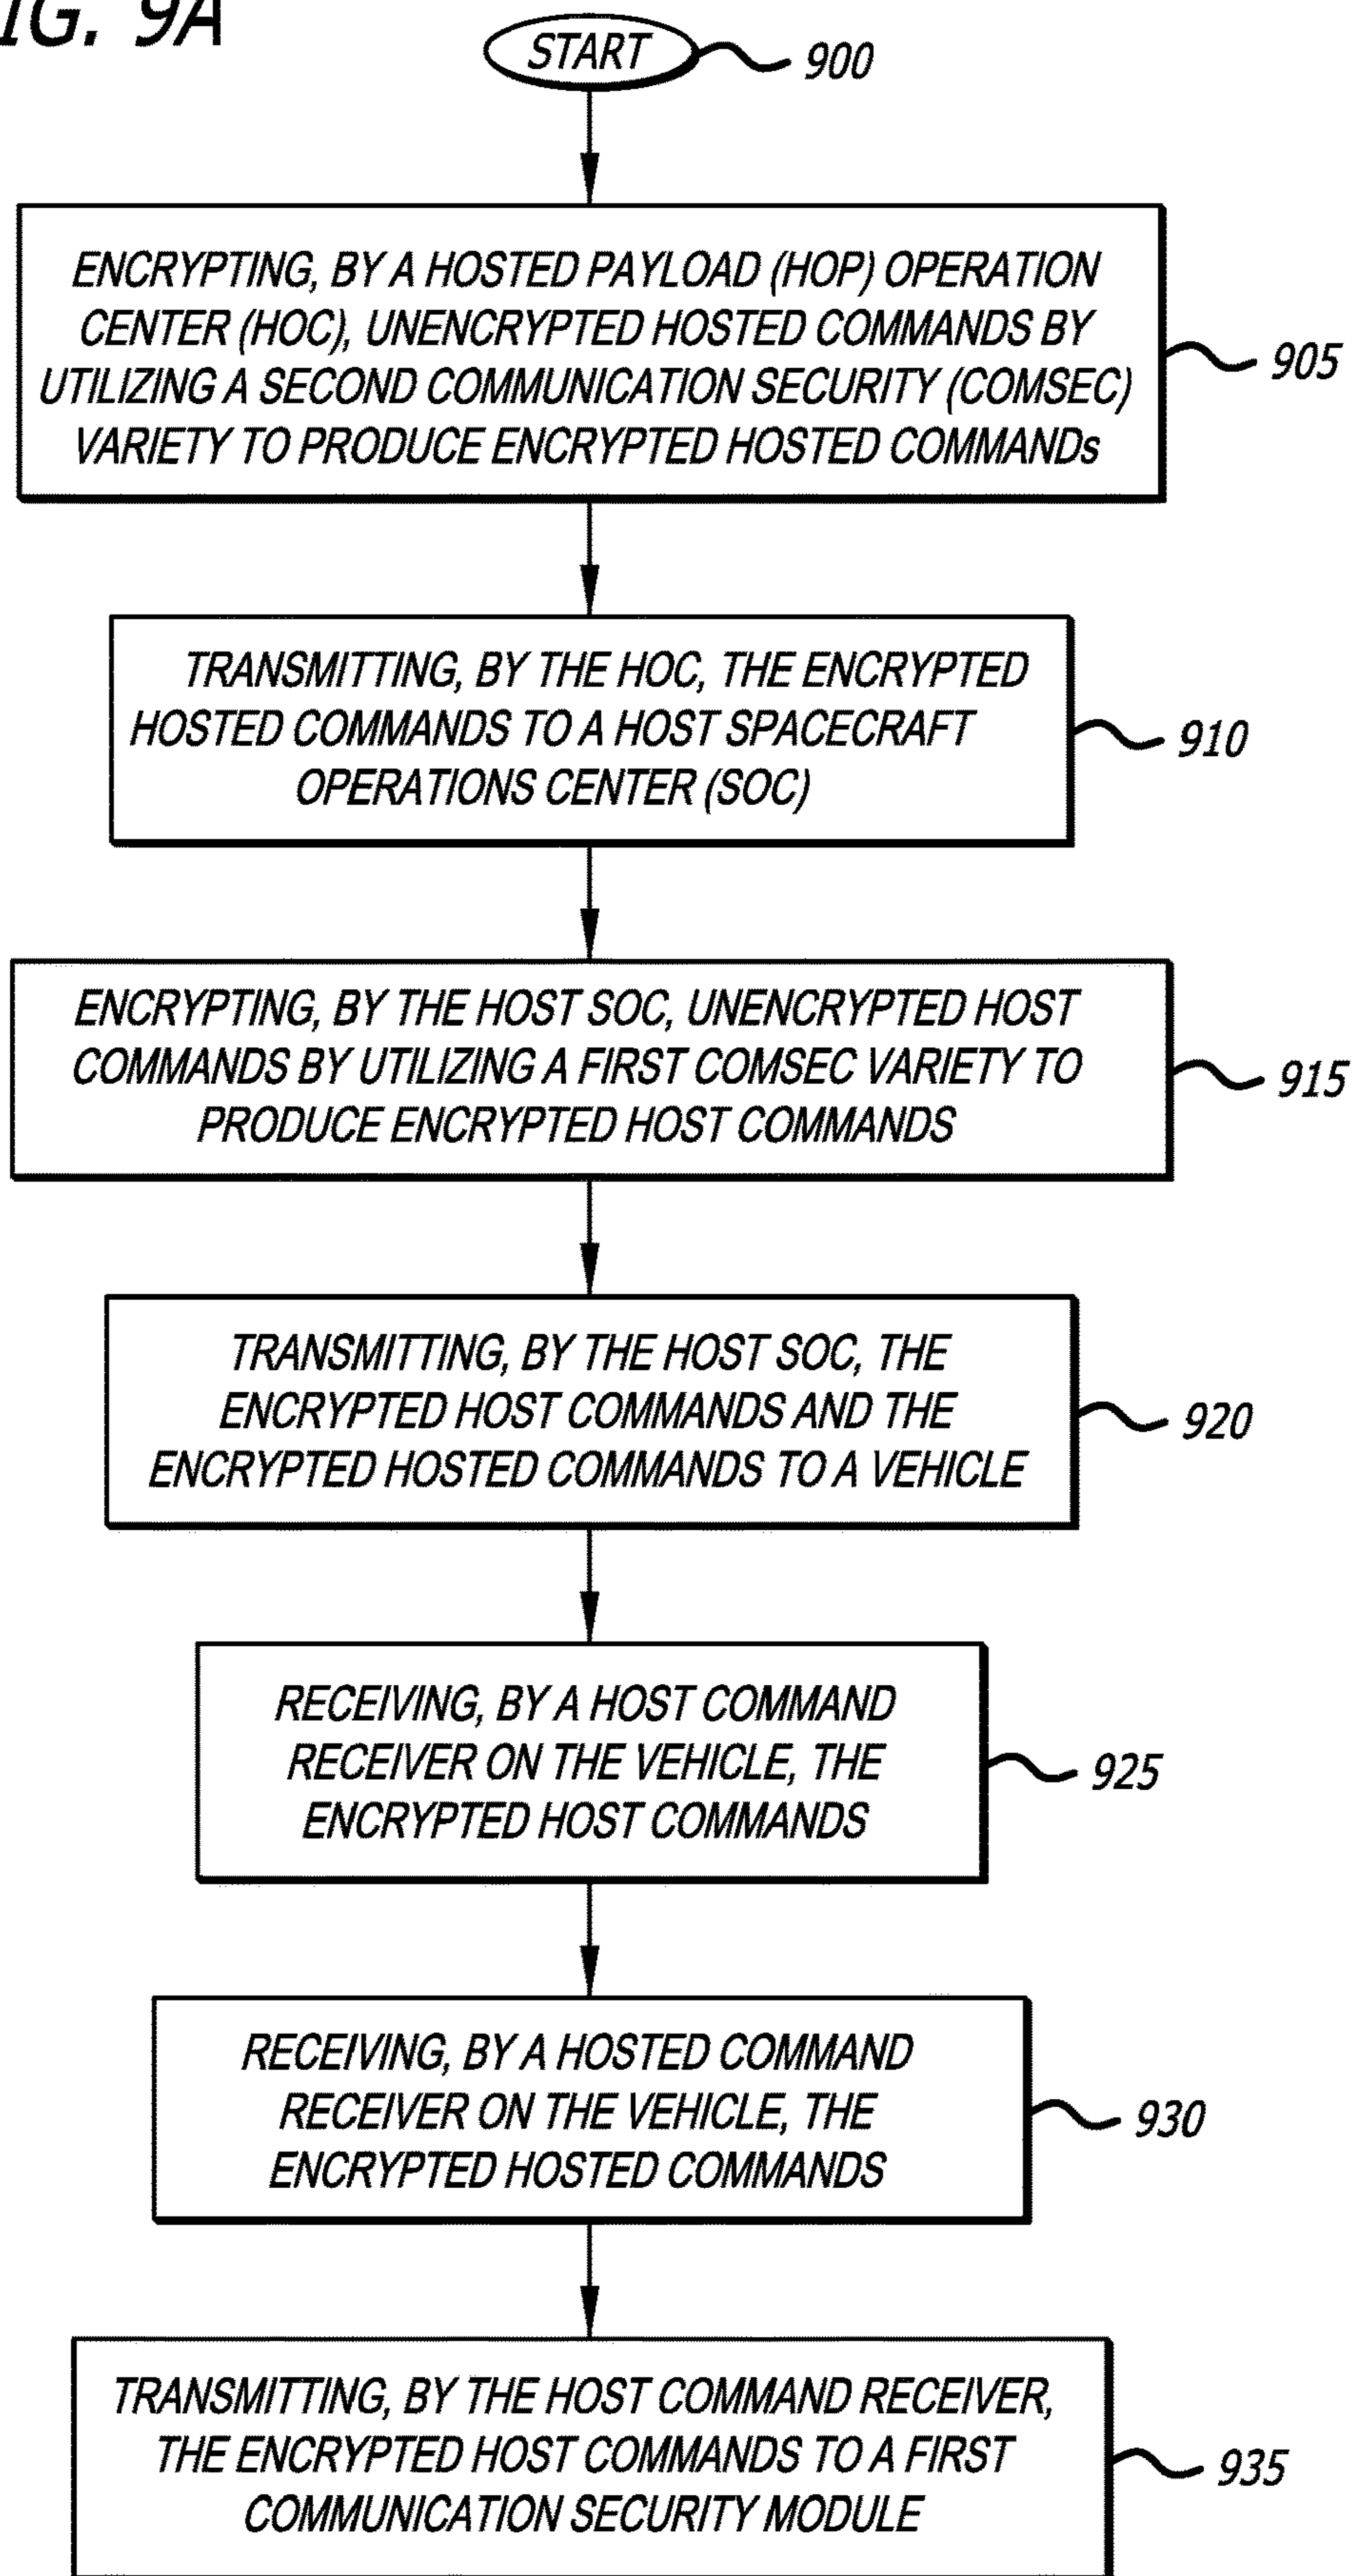 IG. 9A
START
900
ENCRYPTING, BY A HOSTED PAYLOAD (HOP) OPERATION
CENTER (HOC), UNENCRYPTED HOSTED COMMANDS BY
UTILIZING A SECOND COMMUNICATION SECURITY (COMSEC)
VARIETY TO PRODUCE ENCRYPTED HOSTED COMMANDs
905
TRANSMITTING, BY THE HOC, THE ENCRYPTED
HOSTED COMMANDS TO A HOST SPACECRAFT
OPERATIONS CENTER (SOC)
910
ENCRYPTING, BY THE HOST SOC, UNENCRYPTED HOST
COMMANDS BY UTILIZING A FIRST COMSEC VARIETY TO
PRODUCE ENCRYPTED HOST COMMANDS
915
TRANSMITTING, BY THE HOST SOC, THE
ENCRYPTED HOST COMMANDS AND THE
ENCRYPTED HOSTED COMMANDS TO A VEHICLE
920
RECEIVING, BY A HOST COMMAND
RECEIVER ON THE VEHICLE, THE
ENCRYPTED HOST COMMANDS
925
RECEIVING, BY A HOSTED COMMAND
RECEIVER ON THE VEHICLE, THE
ENCRYPTED HOSTED COMMANDS
930
TRANSMITTING, BY THE HOST COMMAND RECEIVER,
THE ENCRYPTED HOST COMMANDS TO A FIRST
COMMUNICATION SECURITY MODULE
935